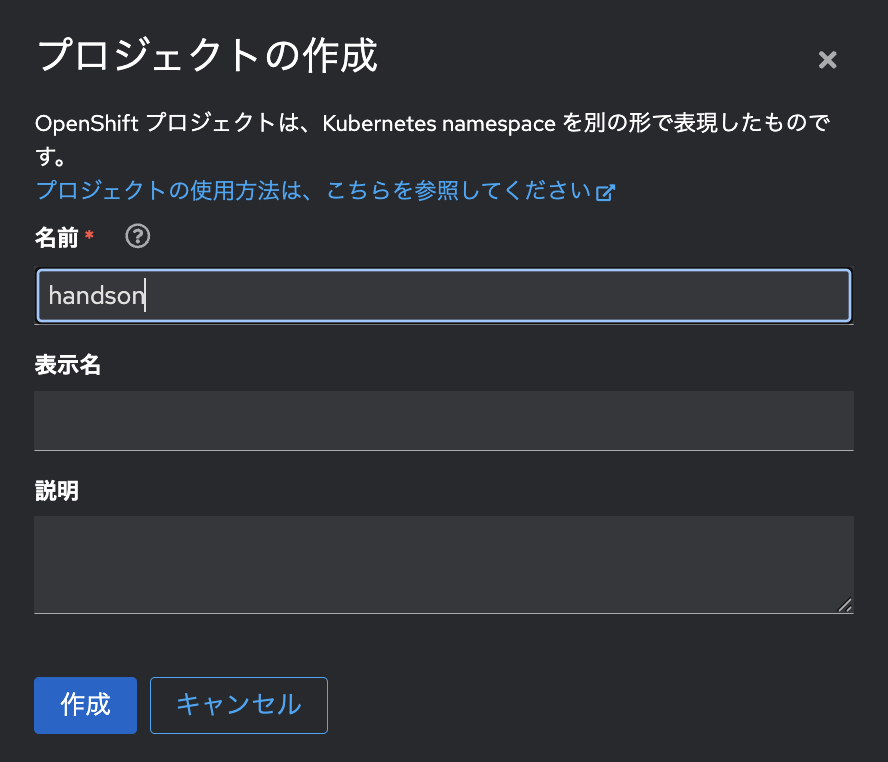 プロジェクトの作成
OpenShift プロジェクトは、Kubernetes namespace を別の形で表現したもので
す。
プロジェクトの使用方法は、こちらを参照してください
名前 *
handson
表示名
説明
作成
キャンセル